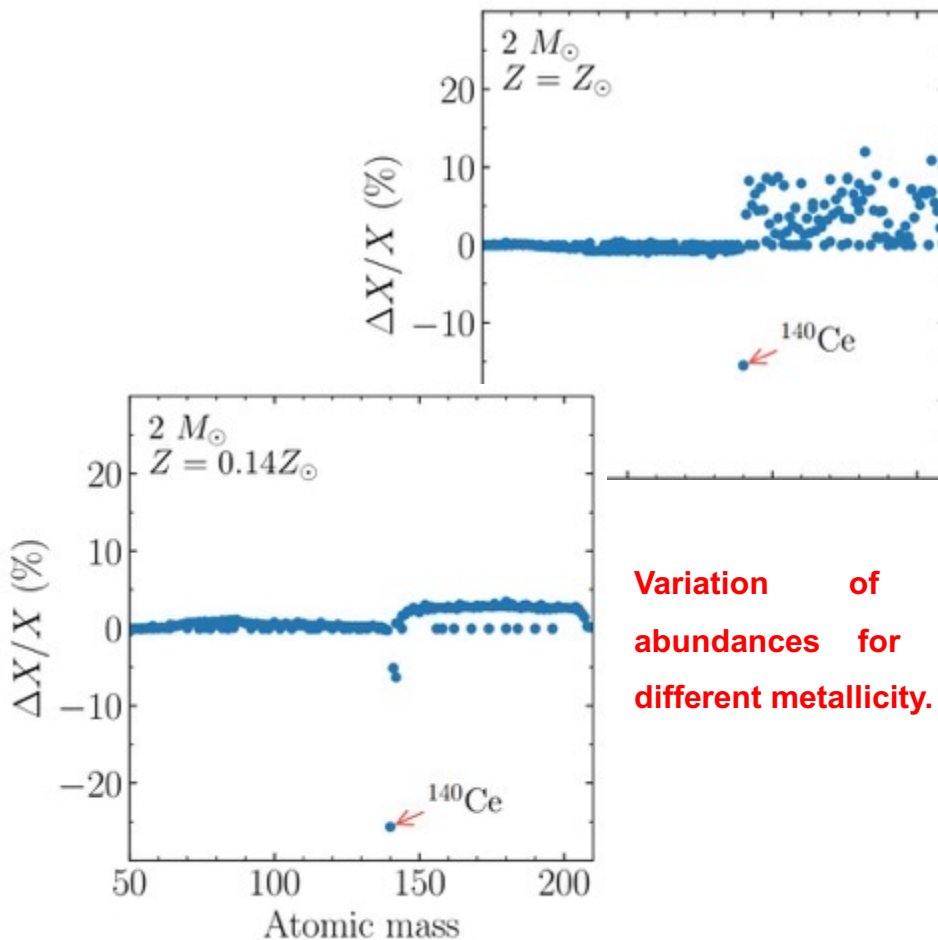 2 M☉
Z = Z☉
20
10
0
−10
ΔX/X (%)
140Ce
2 M☉
Z = 0.14Z☉
20
10
0
−10
−20
ΔX/X (%)
140Ce
50 100 150 200
Atomic mass
Variation of
abundances for
different metallicity.